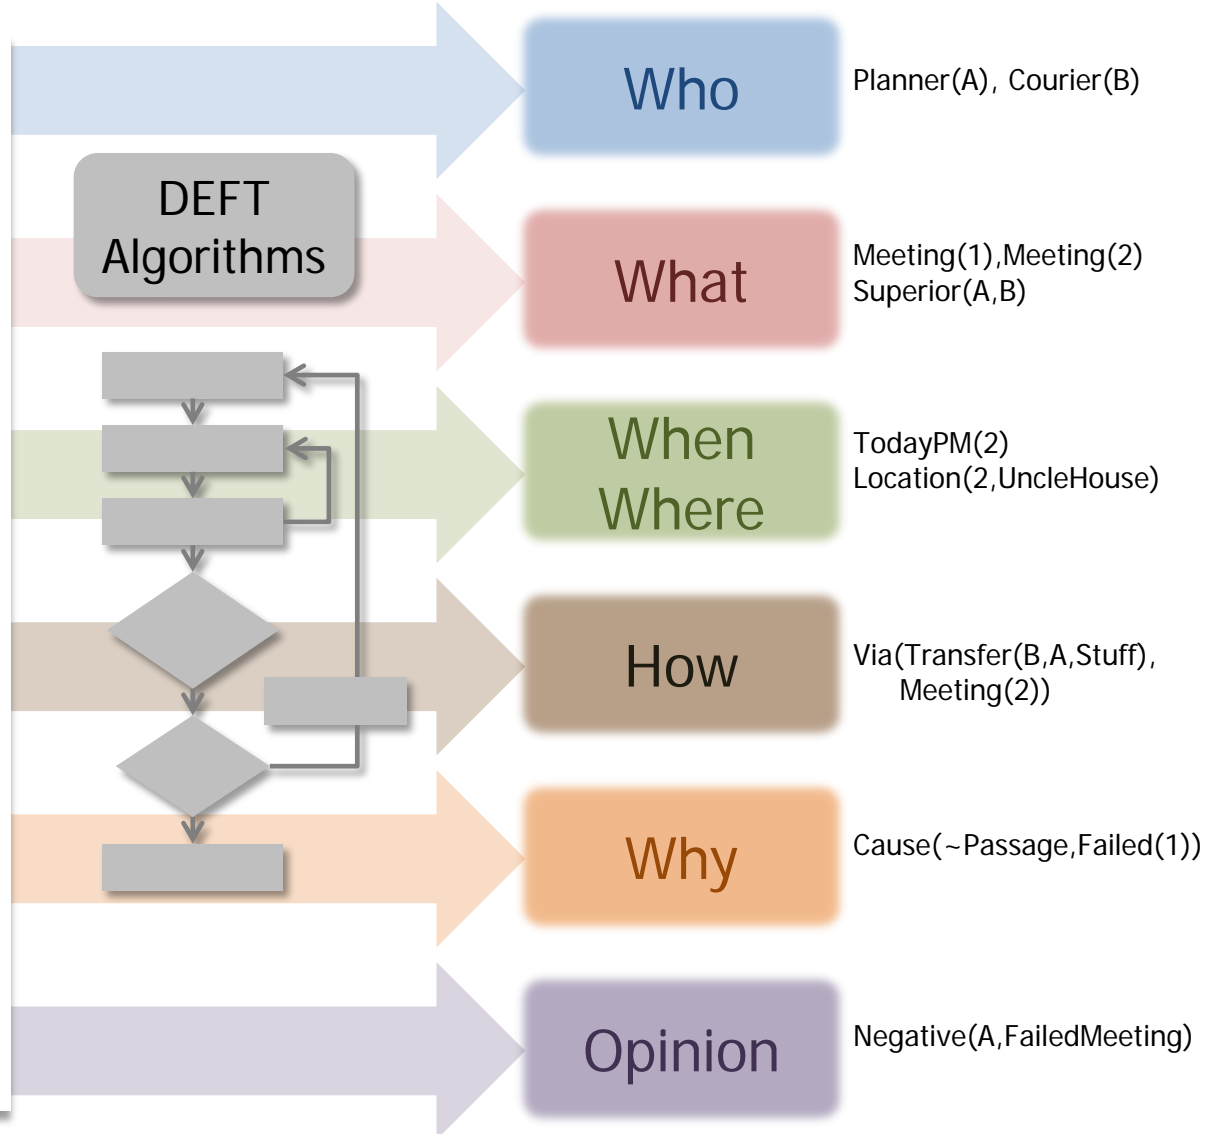 DEFT
Algorithms
Who
Planner(A), Courier(B)
What
Meeting(1),Meeting(2)
Superior(A,B)
When
Where
TodayPM(2)
Location(2,UncleHouse)
How
Via(Transfer(B,A,Stuff),
Meeting(2))
Why
Cause(~Passage,Failed(1))
Opinion
Negative(A,FailedMeeting)